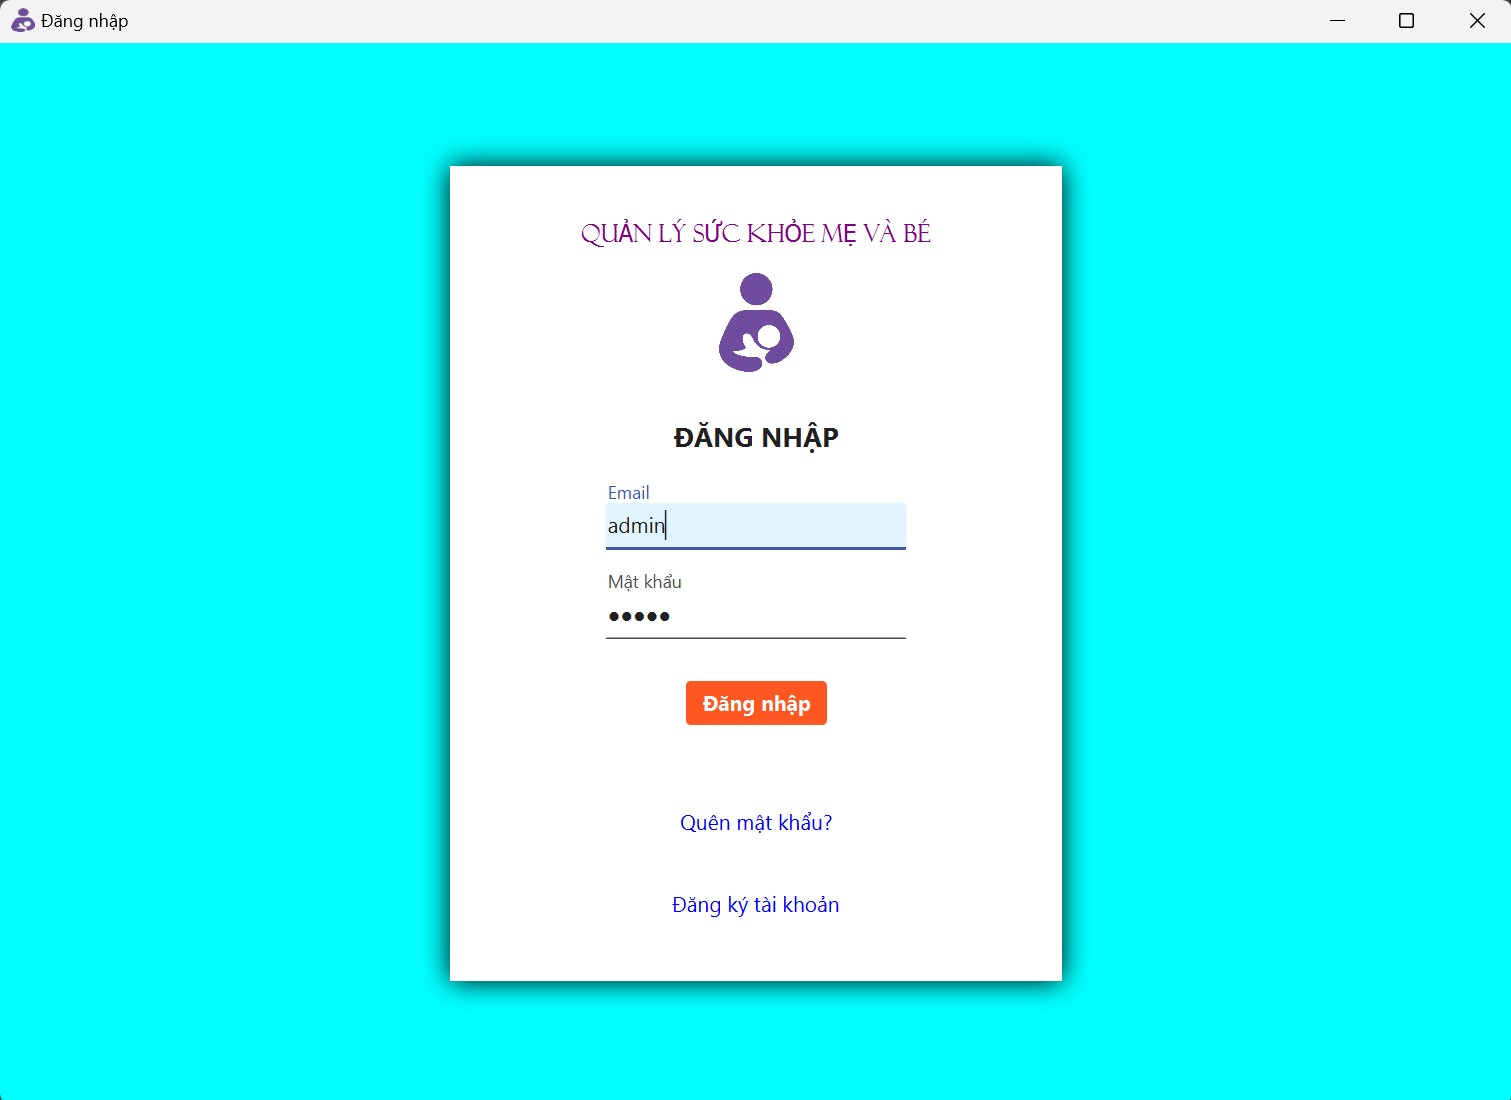 Đăng nhập
QUẢN LÝ SỨC KHỎE MẸ VÀ BÉ
ĐĂNG NHẬP
Email
admin
Mật khẩu
●●●●●
Đăng nhập
Quên mật khẩu?
Đăng ký tài khoản